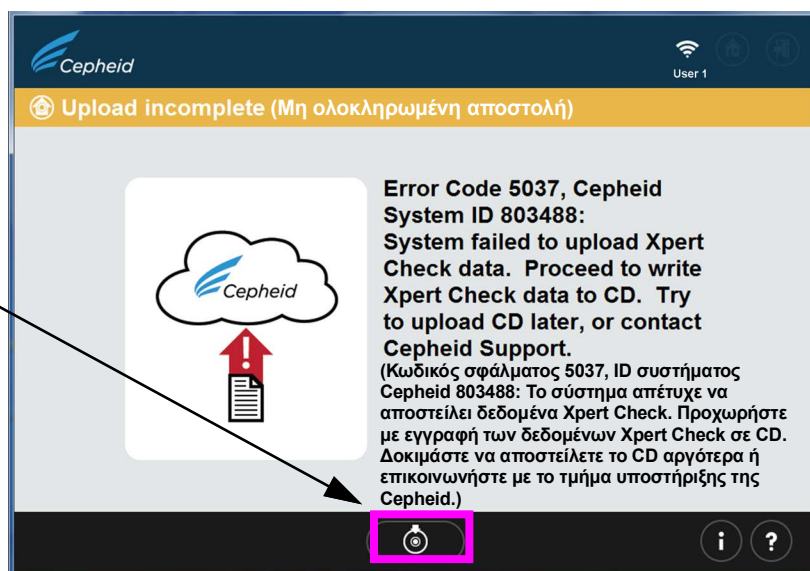 Cepheid
User 1
Upload incomplete (Μη ολοκληρωμένη αποστολή)
Cepheid
Error Code 5037, Cepheid
System ID 803488:
System failed to upload Xpert
Check data. Proceed to write
Xpert Check data to CD. Try
to upload CD later, or contact
Cepheid Support.
(Κωδικός σφάλματος 5037, ID συστήματος
Cepheid 803488: Το σύστημα απέτυχε να
αποστείλει δεδομένα Xpert Check. Προχωρήστε
με εγγραφή των δεδομένων Xpert Check σε CD.
Δοκιμάστε να αποστείλετε το CD αργότερα ή
επικοινωνήστε με το τμήμα υποστήριξης της
Cepheid.)
i ?